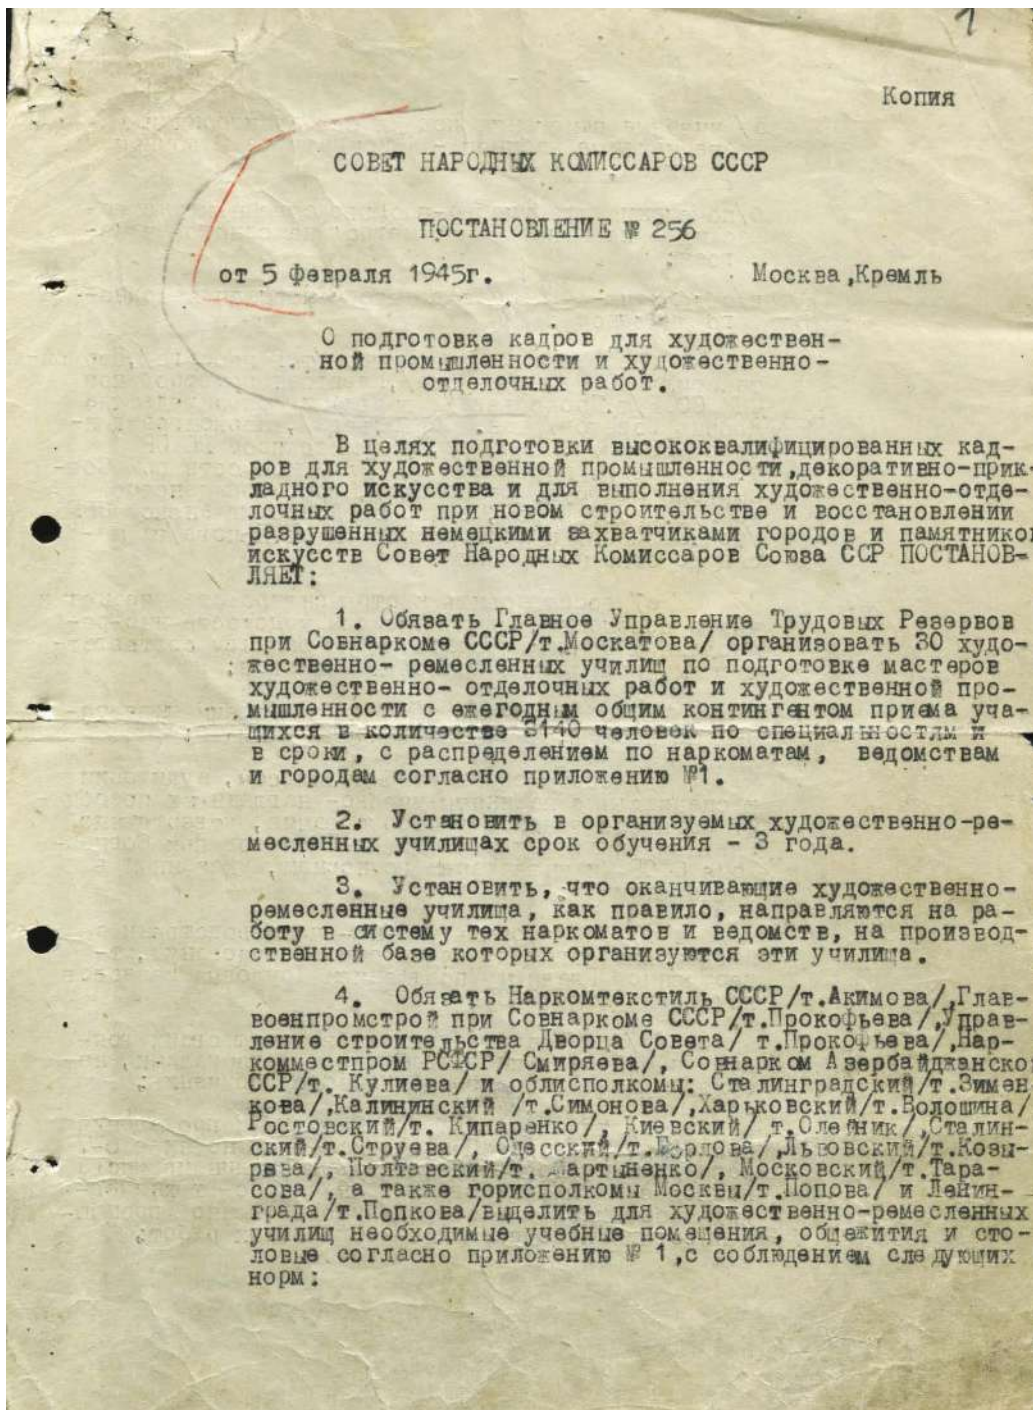 1
Копия
СОВЕТ НАРОДНЫХ КОМИССАРОВ СССР
ПОСТАНОВЛЕНИЕ № 256
от 5 февраля 1945г. Москва,Кремль
О подготовке кадров для художествен-
ной промышленности и художественно-
отделочных работ.
В целях подготовки высококвалифицированных кад-
ров для художественной промышленности,декоративно-прик-
ладного искусства и для выполнения художественно-отде-
лочных работ при новом строительстве и восстановлении
разрушенных немецкими захватчиками городов и памятнико
искусств Совет Народных Комиссаров Союза ССР ПОСТАНОВ-
ЛЯЕТ:
1. Обязать Главное Управление Трудовых Резервов
при Совнаркоме СССР/т.Москатова/ организовать 30 худо-
жественно- ремесленных училищ по подготовке мастеров
художественно- отделочных работ и художественной про-
мышленности с ежегодным общим контингентом приема уча-
щихся в количестве человек по специальностям и
в сроки, с распределением по наркоматам, ведомствам
и городам согласно приложению №1.
2. Установить в организуемых художественно-ре-
месленных училищах срок обучения - 3 года.
3. Установить, что оканчивающие художественно-
ремесленные училища, как правило, направляются на ра-
боту в систему тех наркоматов и ведомств, на производ-
ственной базе которых организуются эти училища.
4. Обязать Наркомтекстиль СССР/т.Акимова/,Глав-
военпромстрой при Совнаркоме СССР/т.Прокофьева/,Управ-
ление строительства Дворца Совета/ т.Прокофьева/,Нар-
комместпром РСФСР/ Смиряева/, Совнарком Азербайджанско
ССР/т. Кулиева/ и облисполкомы: Сталинградский/т.Зимен
кова/,Калининский /т.Симонова/,Харьковский/т.Волошина/
Ростовский/т. Кипаренко/, Киевский/ т.Олейник/,Сталин-
ский/т.Струева/, Одесский/т. Львовский/т.Козы-
рева/, Полтавский/т. Мартыненко/, Московский/т.Тара-
сова/, а также горисполкомы Москвы/т.Попова/ и Ленин-
града/т.Попкова/выделить для художественно-ремесленных
училищ необходимые учебные помещения, общежития и сто-
ловые согласно приложению № 1,с соблюдением следующих
норм: